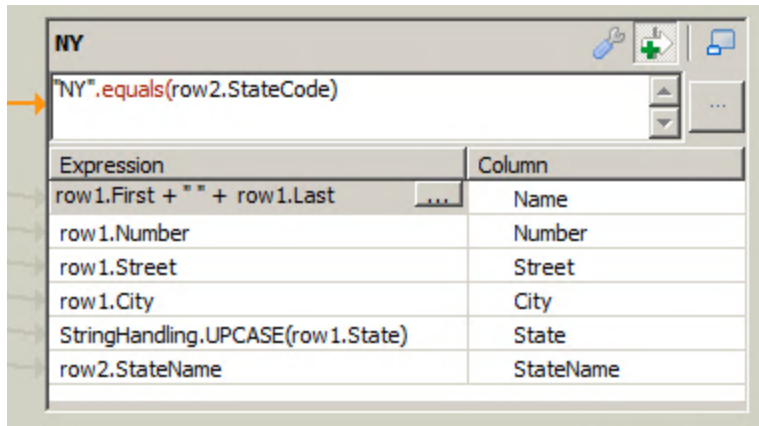 NY
"NY".equals(row2.StateCode)
...
Expression Column
row1.First + " " + row1.Last ... Name
row1.Number Number
row1.Street Street
row1.City City
StringHandling.UPCASE(row1.State) State
row2.StateName StateName